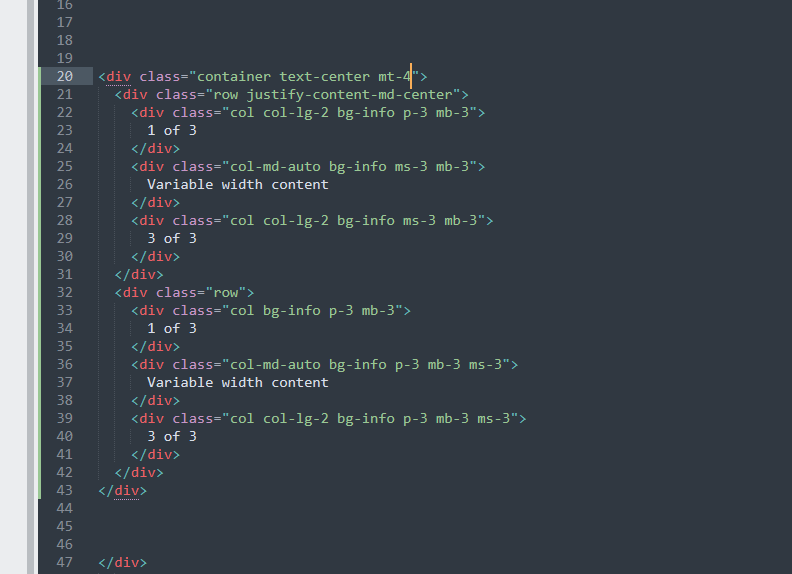 16
17
18
19
20 <div class="container text-center mt-4">
21 <div class="row justify-content-md-center">
22 <div class="col col-lg-2 bg-info p-3 mb-3">
23 1 of 3
24 </div>
25 <div class="col-md-auto bg-info ms-3 mb-3">
26 Variable width content
27 </div>
28 <div class="col col-lg-2 bg-info ms-3 mb-3">
29 3 of 3
30 </div>
31 </div>
32 <div class="row">
33 <div class="col bg-info p-3 mb-3">
34 1 of 3
35 </div>
36 <div class="col-md-auto bg-info p-3 mb-3 ms-3">
37 Variable width content
38 </div>
39 <div class="col col-lg-2 bg-info p-3 mb-3 ms-3">
40 3 of 3
41 </div>
42 </div>
43 </div>
44
45
46
47 </div>